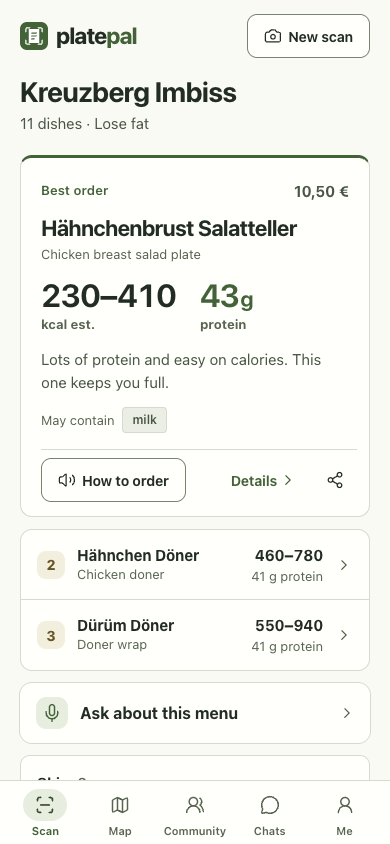 platepal
New scan
Kreuzberg Imbiss
11 dishes · Lose fat
Best order
10,50 €
Hähnchenbrust Salatteller
Chicken breast salad plate
230–410
43g
kcal est.
protein
Lots of protein and easy on calories. This
one keeps you full.
May contain milk
How to order
Details
2
Hähnchen Döner
460–780
Chicken doner
41 g protein
3
Dürüm Döner
550–940
Doner wrap
41 g protein
Ask about this menu
Scan
Map
Community
Chats
Me